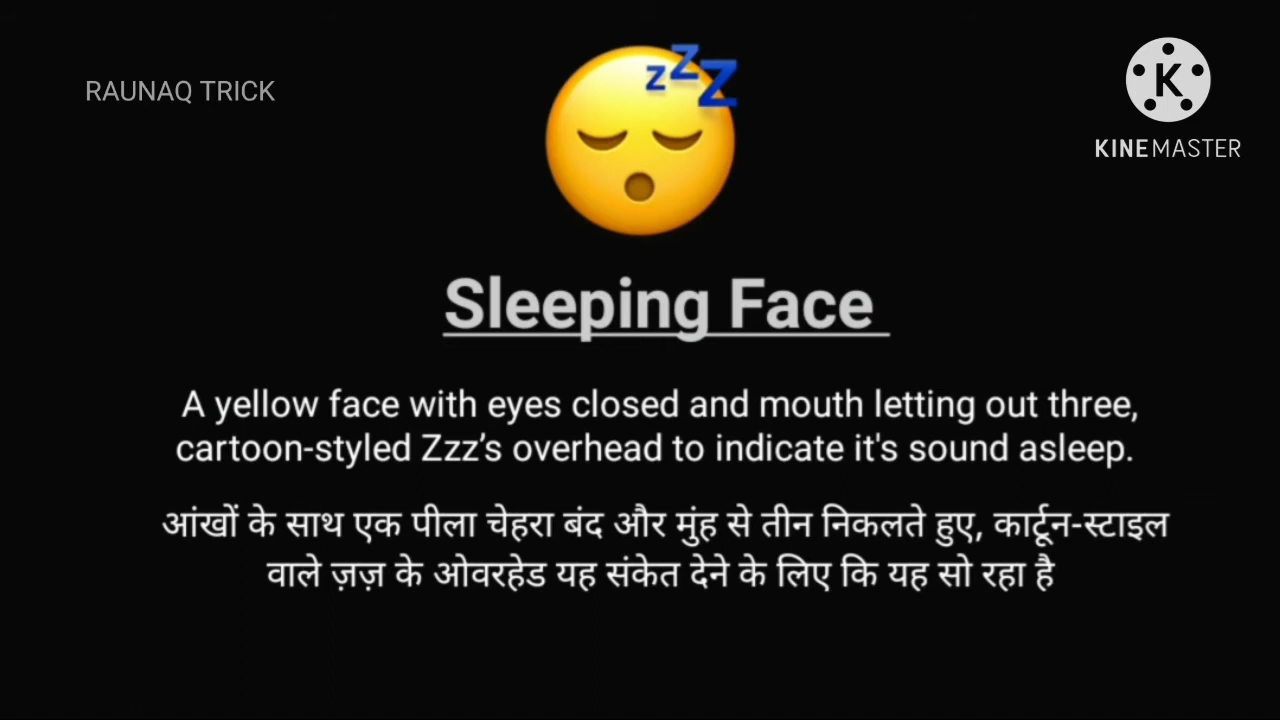 RAUNAQ TRICK
z z Z
K
KINEMASTER
Sleeping Face
A yellow face with eyes closed and mouth letting out three,
cartoon-styled Zzz’s overhead to indicate it's sound asleep.
आंखों के साथ एक पीला चेहरा बंद और मुंह से तीन निकलते हुए, कार्टून-स्टाइल
वाले ज़ज़ के ओवरहेड यह संकेत देने के लिए कि यह सो रहा है